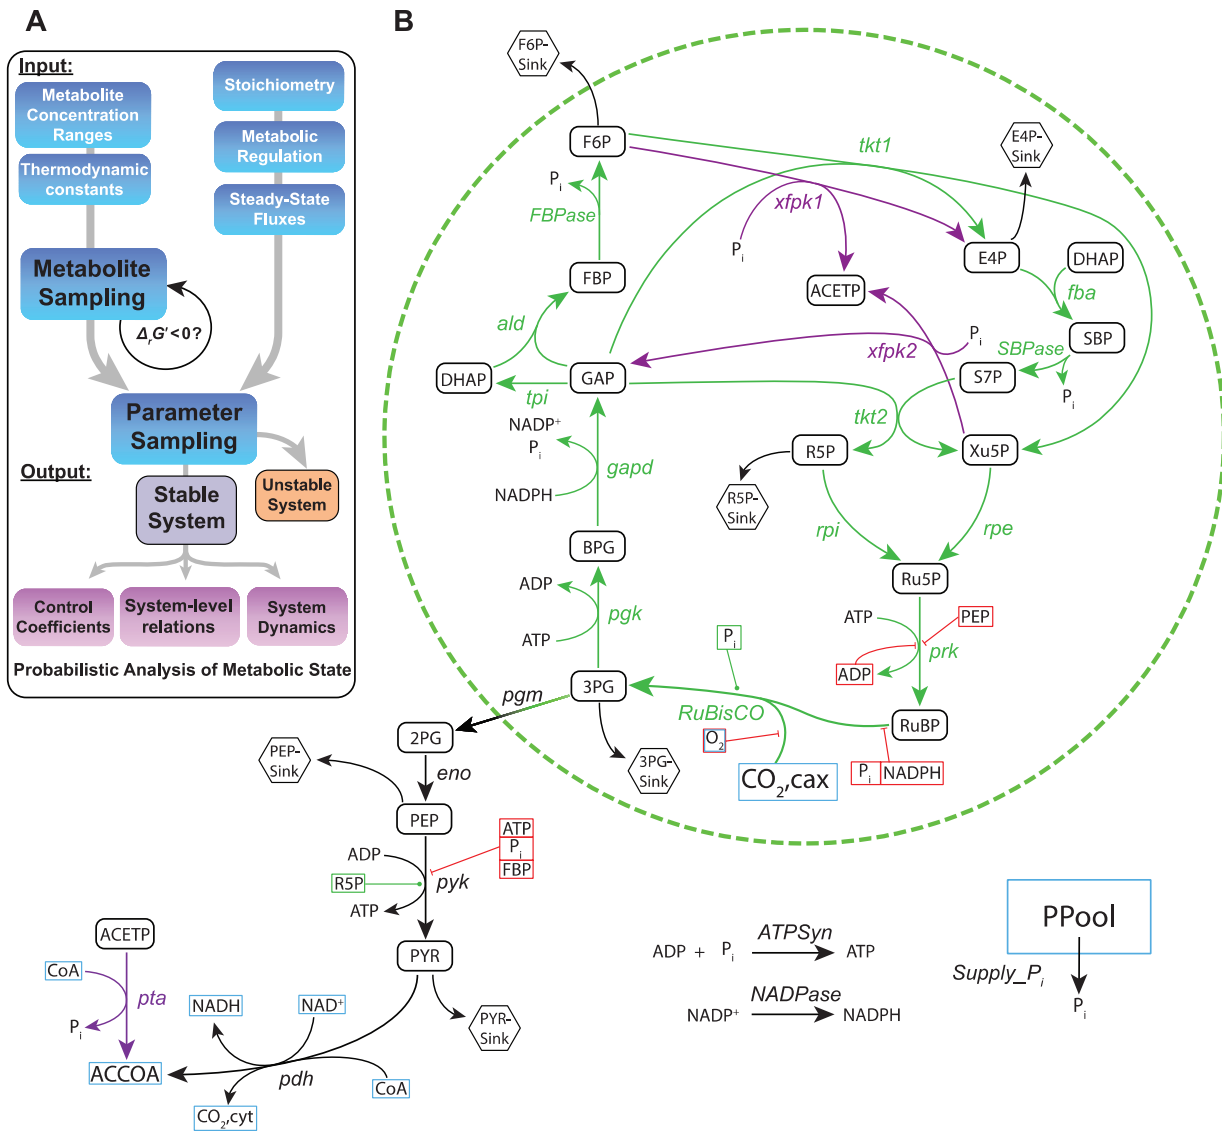 A
Input:
Metabolite
Concentration
Ranges
Thermodynamic
constants
Stoichiometry
Metabolic
Regulation
Steady-State
Fluxes
Metabolite
Sampling
ΔrG'<0?
Parameter
Sampling
Output:
Stable
System
Unstable
System
Control
Coefficients
System-level
relations
System
Dynamics
Probabilistic Analysis of Metabolic State
B
F6P-
Sink
F6P
tkt1
E4P-
Sink
Pi
FBPase
xfpk1
Pi
E4P
DHAP
FBP
ACETP
fba
ald
SBP
Pi
SBPase
xfpk2
DHAP
GAP
S7P
Pi
tpi
tkt2
NADP+
Pi
gapd
R5P
Xu5P
NADPH
R5P-
Sink
rpi
rpe
BPG
Ru5P
ADP
pgk
ATP
ATP
PEP
Pi
prk
ADP
3PG
pgm
RuBisCO
RuBP
2PG
O2
PEP-
Sink
eno
3PG-
Sink
CO2,cax
Pi
NADPH
PEP
ATP
Pi
FBP
ADP
R5P
pyk
ATP
ACETP
PYR
CoA
pta
Pi
NADH
NAD+
PYR-
Sink
ACCOA
pdh
CoA
CO2,cyt
ADP + Pi
ATPSyn
ATP
NADP+
NADPase
NADPH
PPool
Supply_Pi
Pi